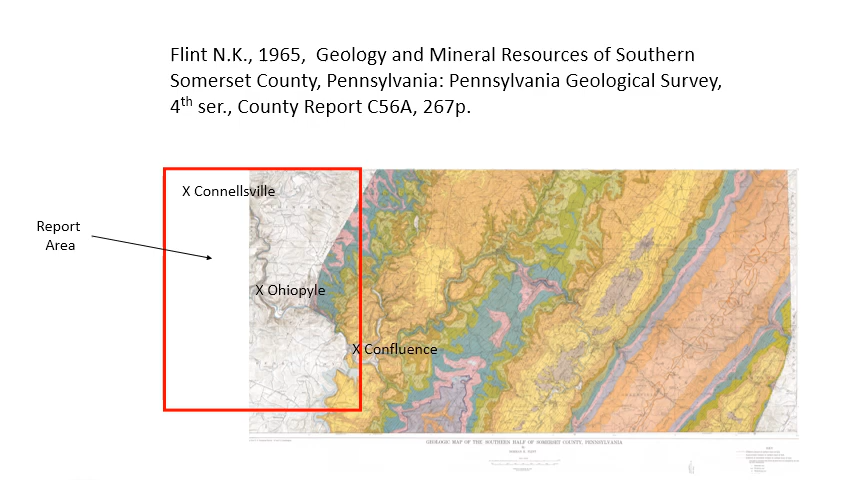 Flint N.K., 1965,  Geology and Mineral Resources of Southern
Somerset County, Pennsylvania: Pennsylvania Geological Survey,
4th ser., County Report C56A, 267p.
X Connellsville
Report
Area
X Ohiopyle
X Confluence
GEOLOGIC MAP OF THE SOUTHERN HALF OF SOMERSET COUNTY, PENNSYLVANIA